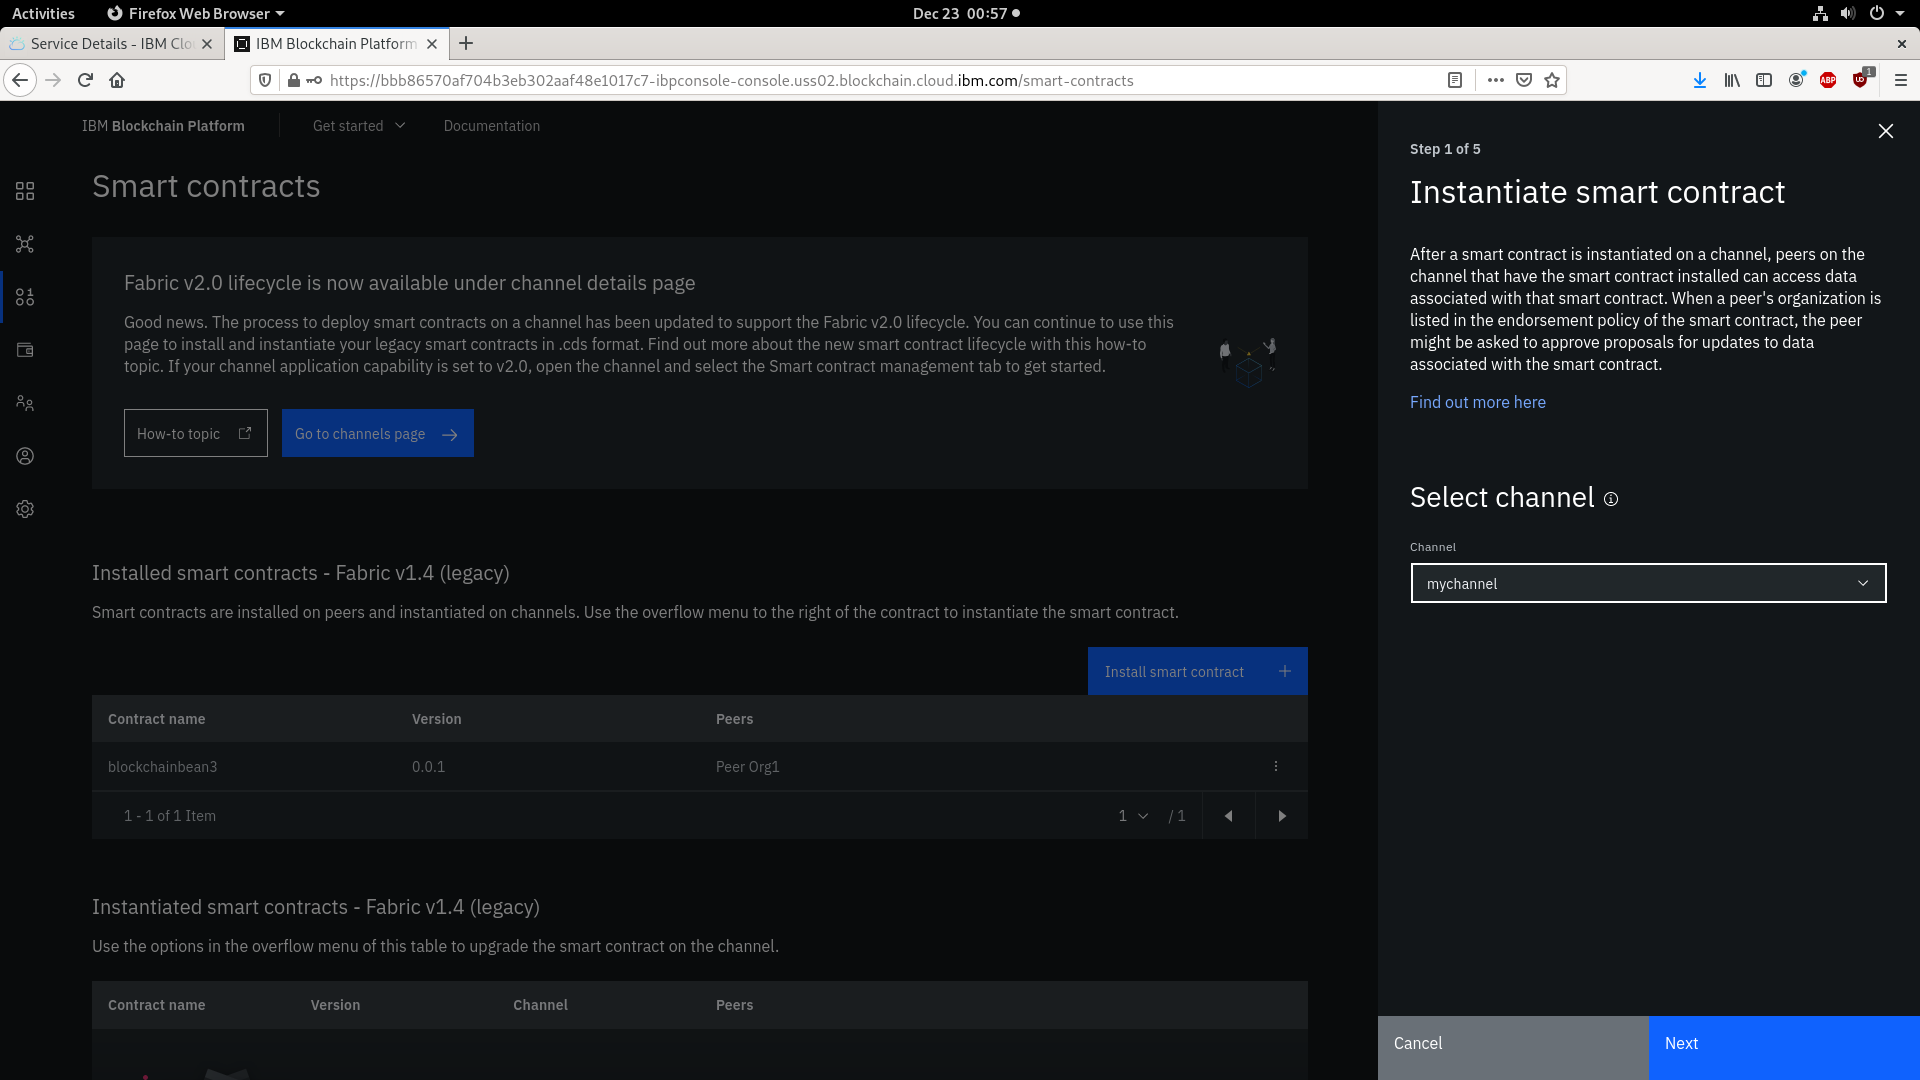 Activities
Firefox Web Browser
Dec 23 00:57
Service Details - IBM Clo
IBM Blockchain Platform
https://bbb86570af704b3eb302aaf48e1017c7-ibpconsole-console.uss02.blockchain.cloud.ibm.com/smart-contracts
ABP
1
IBM Blockchain Platform
Get started
Documentation
Smart contracts
Fabric v2.0 lifecycle is now available under channel details page
Good news. The process to deploy smart contracts on a channel has been updated to support the Fabric v2.0 lifecycle. You can continue to use this
page to install and instantiate your legacy smart contracts in .cds format. Find out more about the new smart contract lifecycle with this how-to
topic. If your channel application capability is set to v2.0, open the channel and select the Smart contract management tab to get started.
How-to topic
Go to channels page
Installed smart contracts - Fabric v1.4 (legacy)
Smart contracts are installed on peers and instantiated on channels. Use the overflow menu to the right of the contract to instantiate the smart contract.
Install smart contract
Contract name Version Peers
blockchainbean3 0.0.1 Peer Org1
1 - 1 of 1 Item
1 / 1
Instantiated smart contracts - Fabric v1.4 (legacy)
Use the options in the overflow menu of this table to upgrade the smart contract on the channel.
Contract name Version Channel Peers
Step 1 of 5
Instantiate smart contract
After a smart contract is instantiated on a channel, peers on the
channel that have the smart contract installed can access data
associated with that smart contract. When a peer's organization is
listed in the endorsement policy of the smart contract, the peer
might be asked to approve proposals for updates to data
associated with the smart contract.
Find out more here
Select channel
Channel
mychannel
Cancel
Next